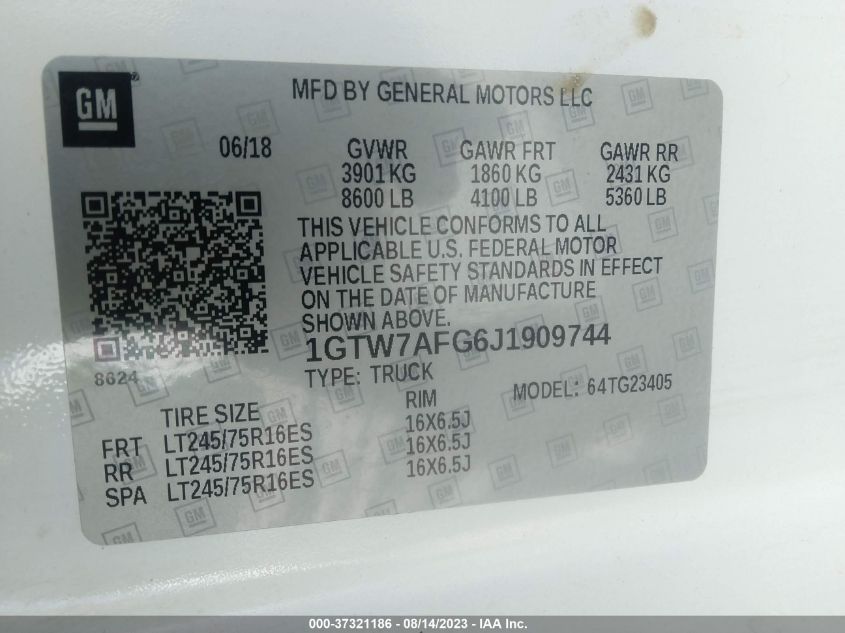 GM
MFD BY GENERAL MOTORS LLC
06/18 GVWR GAWR FRT GAWR RR
3901 KG 1860 KG 2431 KG
8600 LB 4100 LB 5360 LB
THIS VEHICLE CONFORMS TO ALL
APPLICABLE U.S. FEDERAL MOTOR
VEHICLE SAFETY STANDARDS IN EFFECT
ON THE DATE OF MANUFACTURE
SHOWN ABOVE.
1GTW7AFG6J1909744
8624 TYPE: TRUCK MODEL: 64TG23405
TIRE SIZE RIM
FRT LT245/75R16ES 16X6.5J
RR LT245/75R16ES 16X6.5J
SPA LT245/75R16ES 16X6.5J
000-37321186 - 08/14/2023 - IAA Inc.